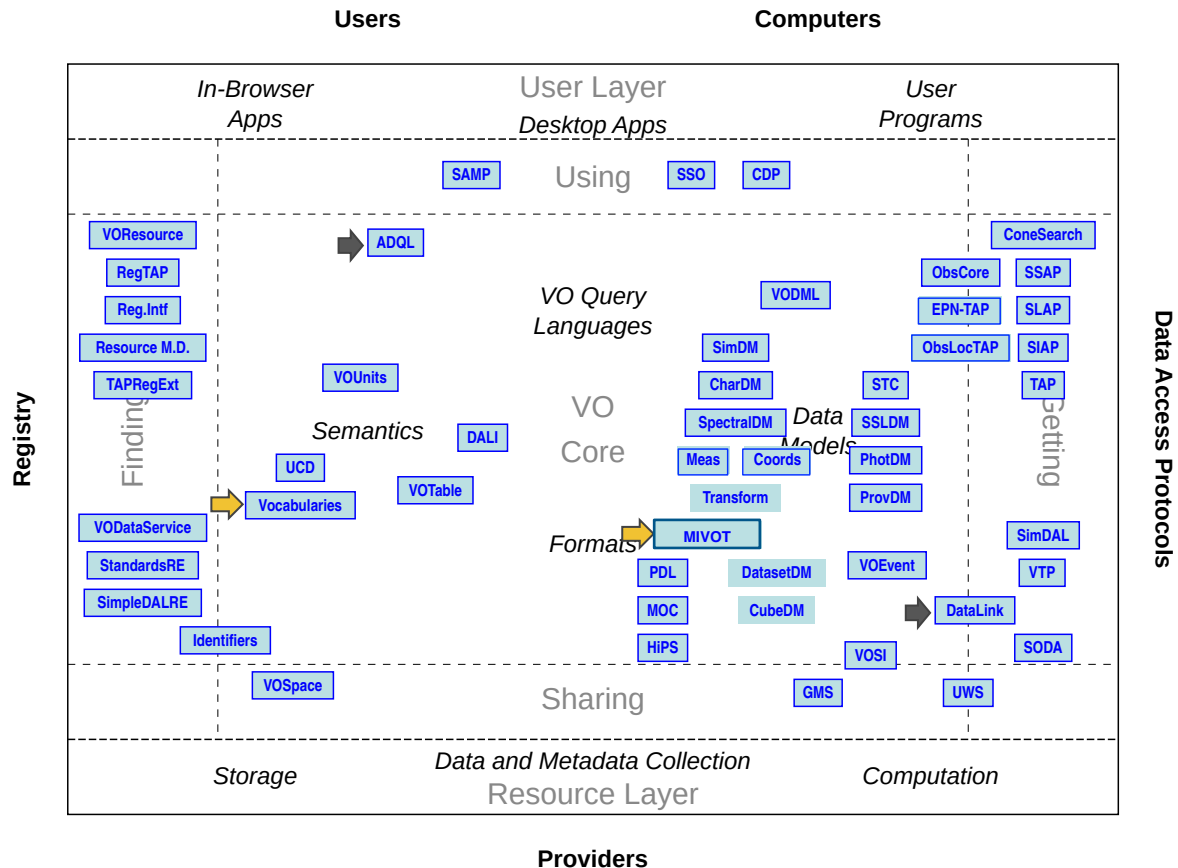 Users
Computers
User Layer
In-Browser
Apps
Desktop Apps
User
Programs
SAMP
Using
SSO
CDP
VOResource
RegTAP
Reg.Intf
Resource M.D.
TAPRegExt
Finding
Registry
VODataService
StandardsRE
SimpleDALRE
Identifiers
ADQL
VO Query
Languages
VOUnits
Semantics
DALI
UCD
VOTable
Vocabularies
VO
Core
Formats
VODML
SimDM
CharDM
SpectralDM
Meas
Coords
Transform
MIVOT
PDL
MOC
HiPS
DatasetDM
CubeDM
Data
Models
STC
SSLDM
PhotDM
ProvDM
VOEvent
VOSI
ObsCore
EPN-TAP
ObsLocTAP
DataLink
ConeSearch
SSAP
SLAP
SIAP
TAP
Getting
SimDAL
VTP
SODA
Data Access Protocols
VOSpace
Sharing
GMS
UWS
Storage
Data and Metadata Collection
Computation
Resource Layer
Providers